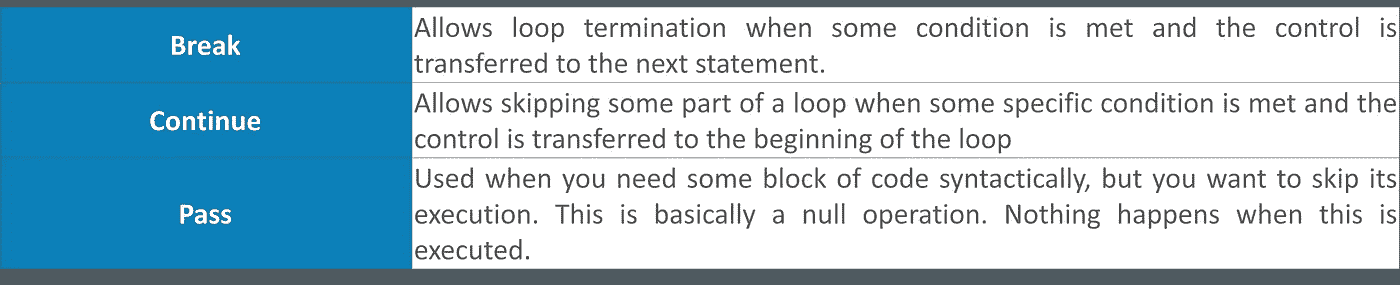 Break
Allows loop termination when some condition is met and the control is
transferred to the next statement.
Continue
Allows skipping some part of a loop when some specific condition is met and the
control is transferred to the beginning of the loop
Pass
Used when you need some block of code syntactically, but you want to skip its
execution. This is basically a null operation. Nothing happens when this is
executed.